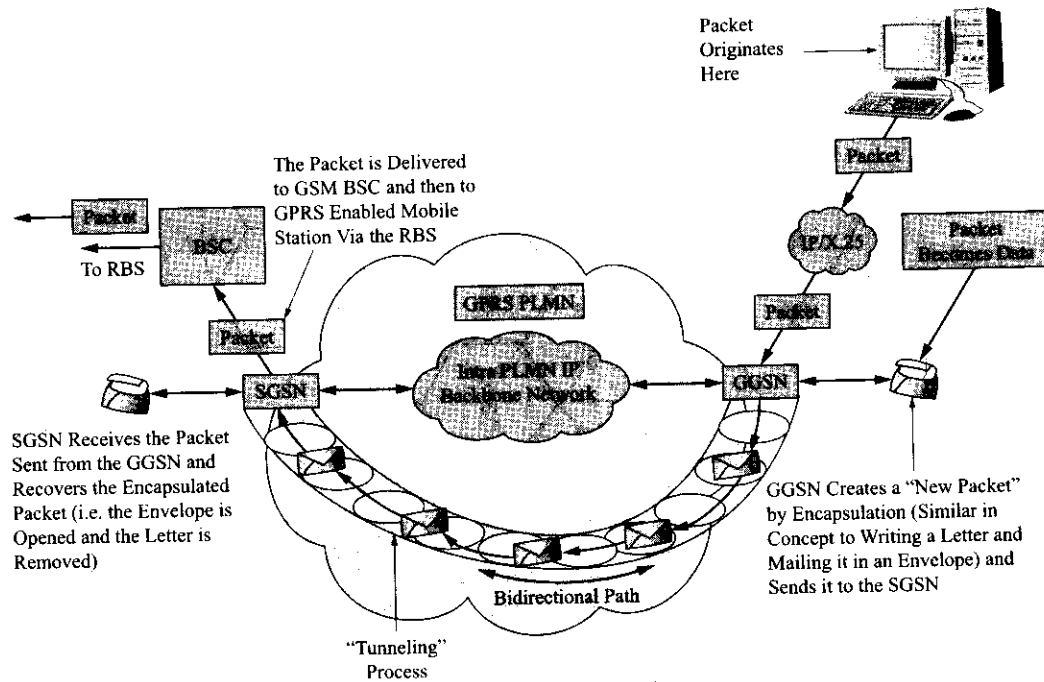 Packet
Originates
Here
Packet
The Packet is Delivered
to GSM BSC and then to
GPRS Enabled Mobile
Station Via the RBS
Packet
BSC
To RBS
IP/X.25
Packet
Becomes Data
Packet
Packet
GPRS PLMN
Intra PLMN IP
Backbone Network
SGSN
GGSN
SGSN Receives the Packet
Sent from the GGSN and
Recovers the Encapsulated
Packet (i.e. the Envelope is
Opened and the Letter is
Removed)
GGSN Creates a “New Packet”
by Encapsulation (Similar in
Concept to Writing a Letter and
Mailing it in an Envelope) and
Sends it to the SGSN
Bidirectional Path
“Tunneling”
Process